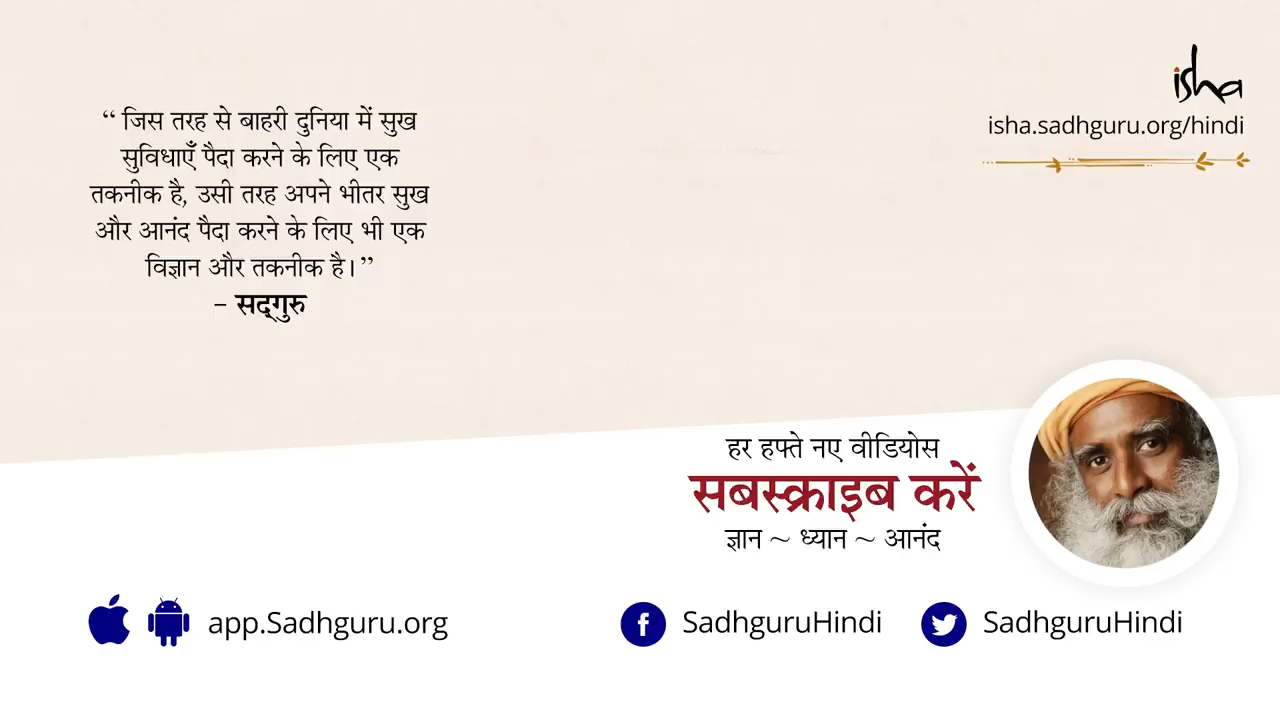 “ जिस तरह से बाहरी दुनिया में सुख
सुविधाएँ पैदा करने के लिए एक
तकनीक है, उसी तरह अपने भीतर सुख
और आनंद पैदा करने के लिए भी एक
विज्ञान और तकनीक है।”
- सद्गुरु
isha
isha.sadhguru.org/hindi
हर हफ्ते नए वीडियोस
सबस्क्राइब करें
ज्ञान ~ ध्यान ~ आनंद
app.Sadhguru.org
SadhguruHindi
SadhguruHindi